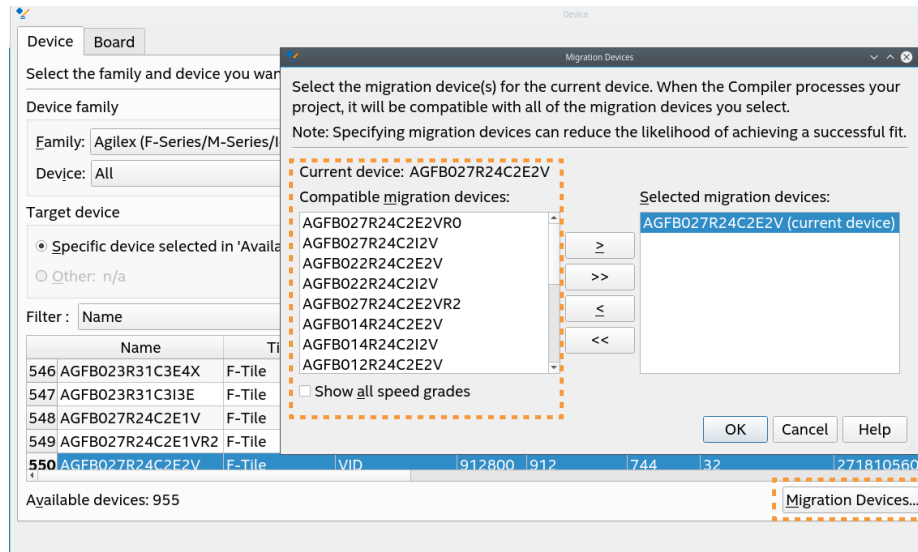 Device
Device Board
Migration Devices
Select the family and device you wan
Select the migration device(s) for the current device. When the Compiler processes your
project, it will be compatible with all of the migration devices you select.
Note: Specifying migration devices can reduce the likelihood of achieving a successful fit.
Device family
Family: Agilex (F-Series/M-Series/I
Device: All
Target device
Specific device selected in 'Availa
Other: n/a
Filter : Name
Current device: AGFB027R24C2E2V
Compatible migration devices:
AGFB027R24C2E2VR0
AGFB027R24C2I2V
AGFB022R24C2E2V
AGFB022R24C2I2V
AGFB027R24C2E2VR2
AGFB014R24C2E2V
AGFB014R24C2I2V
AGFB012R24C2E2V
Show all speed grades
>
>>
<
<<
Selected migration devices:
AGFB027R24C2E2V (current device)
OK Cancel Help
Name Ti
546 AGFB023R31C3E4X F-Tile
547 AGFB023R31C3I3E F-Tile
548 AGFB027R24C2E1V F-Tile
549 AGFB027R24C2E1VR2 F-Tile
550 AGFB027R24C2E2V F-Tile VID 912800 912 744 32 271810560
Available devices: 955
Migration Devices...